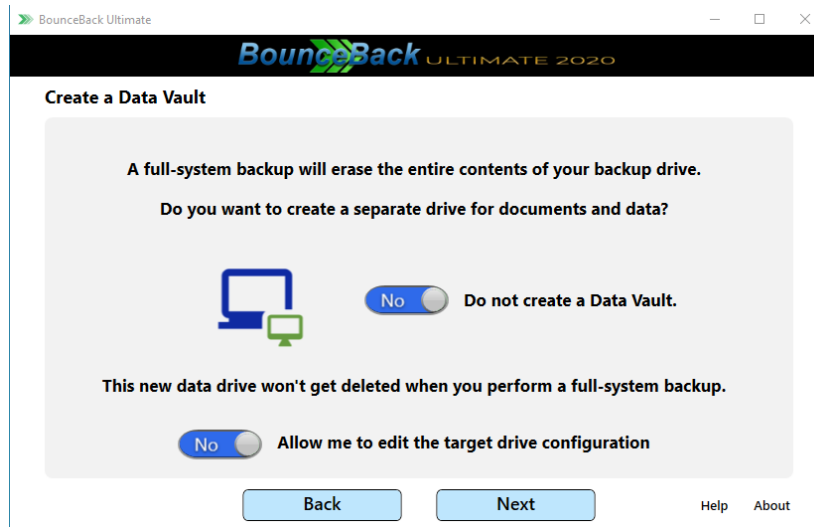 BounceBack Ultimate
BounceBack ULTIMATE 2020
Create a Data Vault
A full-system backup will erase the entire contents of your backup drive.
Do you want to create a separate drive for documents and data?
No Do not create a Data Vault.
This new data drive won't get deleted when you perform a full-system backup.
No Allow me to edit the target drive configuration
Back Next Help About